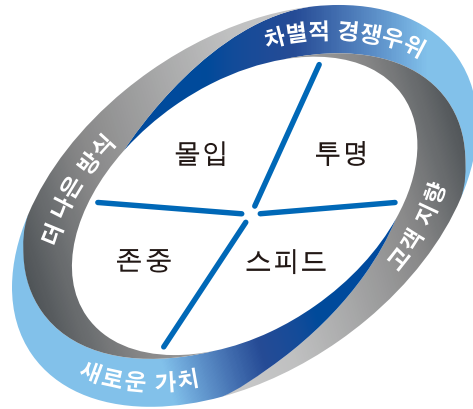 차별적 경쟁우위
더 나은 방식
몰입
투명
고객 지향
존중
스피드
새로운 가치